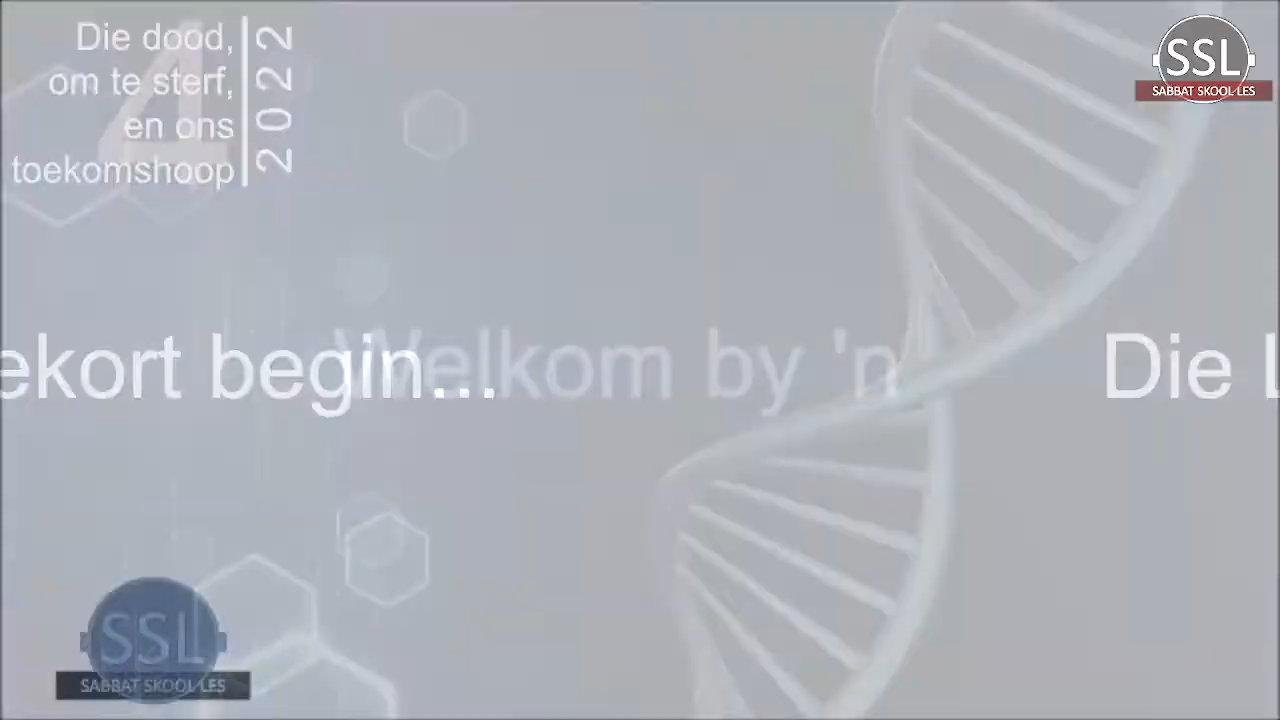 Die dood,
om te sterf,
en ons
toekomshoop
2022
4
SSL
SABBAT SKOOL LES
ekort begin...
Welkom by 'n
Die L
SSL
SABBAT SKOOL LES